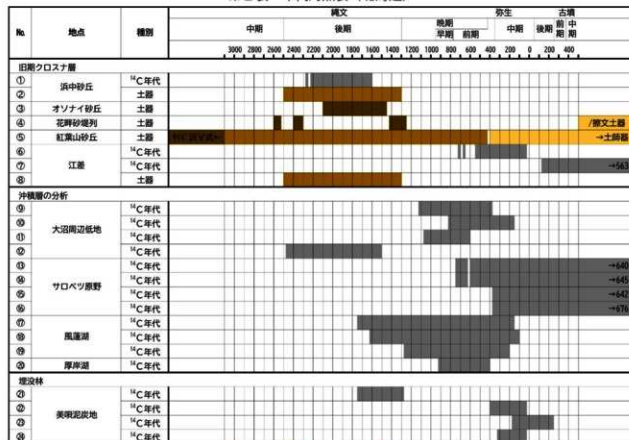 縄文 弥生 古墳
No. 地点 種別 中期 後期 晩期 中期 後期 前期 中期
早期 前期
3000 2800 2600 2400 2200 2000 1800 1600 1400 1200 1000 800 600 400 200 0 200 400
旧期クロスナ層
① 浜中砂丘 ¹⁴C年代
② 土器
③ オソナイ砂丘 土器
④ 花畔砂堤列 土器 /擦文土器
⑤ 紅葉山砂丘 土器 →土師器
⑥ 江差 ¹⁴C年代
⑦ ¹⁴C年代 →563
⑧ 土器
沖積層の分析
⑨ 大沼周辺低地 ¹⁴C年代
⑩ ¹⁴C年代
⑪ ¹⁴C年代
⑫ ¹⁴C年代
⑬ サロベツ原野 ¹⁴C年代 →640
⑭ ¹⁴C年代 →645
⑮ ¹⁴C年代 →642
⑯ ¹⁴C年代 →676
⑰ 風蓮湖 ¹⁴C年代
⑱ ¹⁴C年代
⑲ ¹⁴C年代
⑳ 厚岸湖 ¹⁴C年代
埋没林
㉑ 美唄泥炭地 ¹⁴C年代
㉒ ¹⁴C年代
㉓ ¹⁴C年代
㉔ ¹⁴C年代